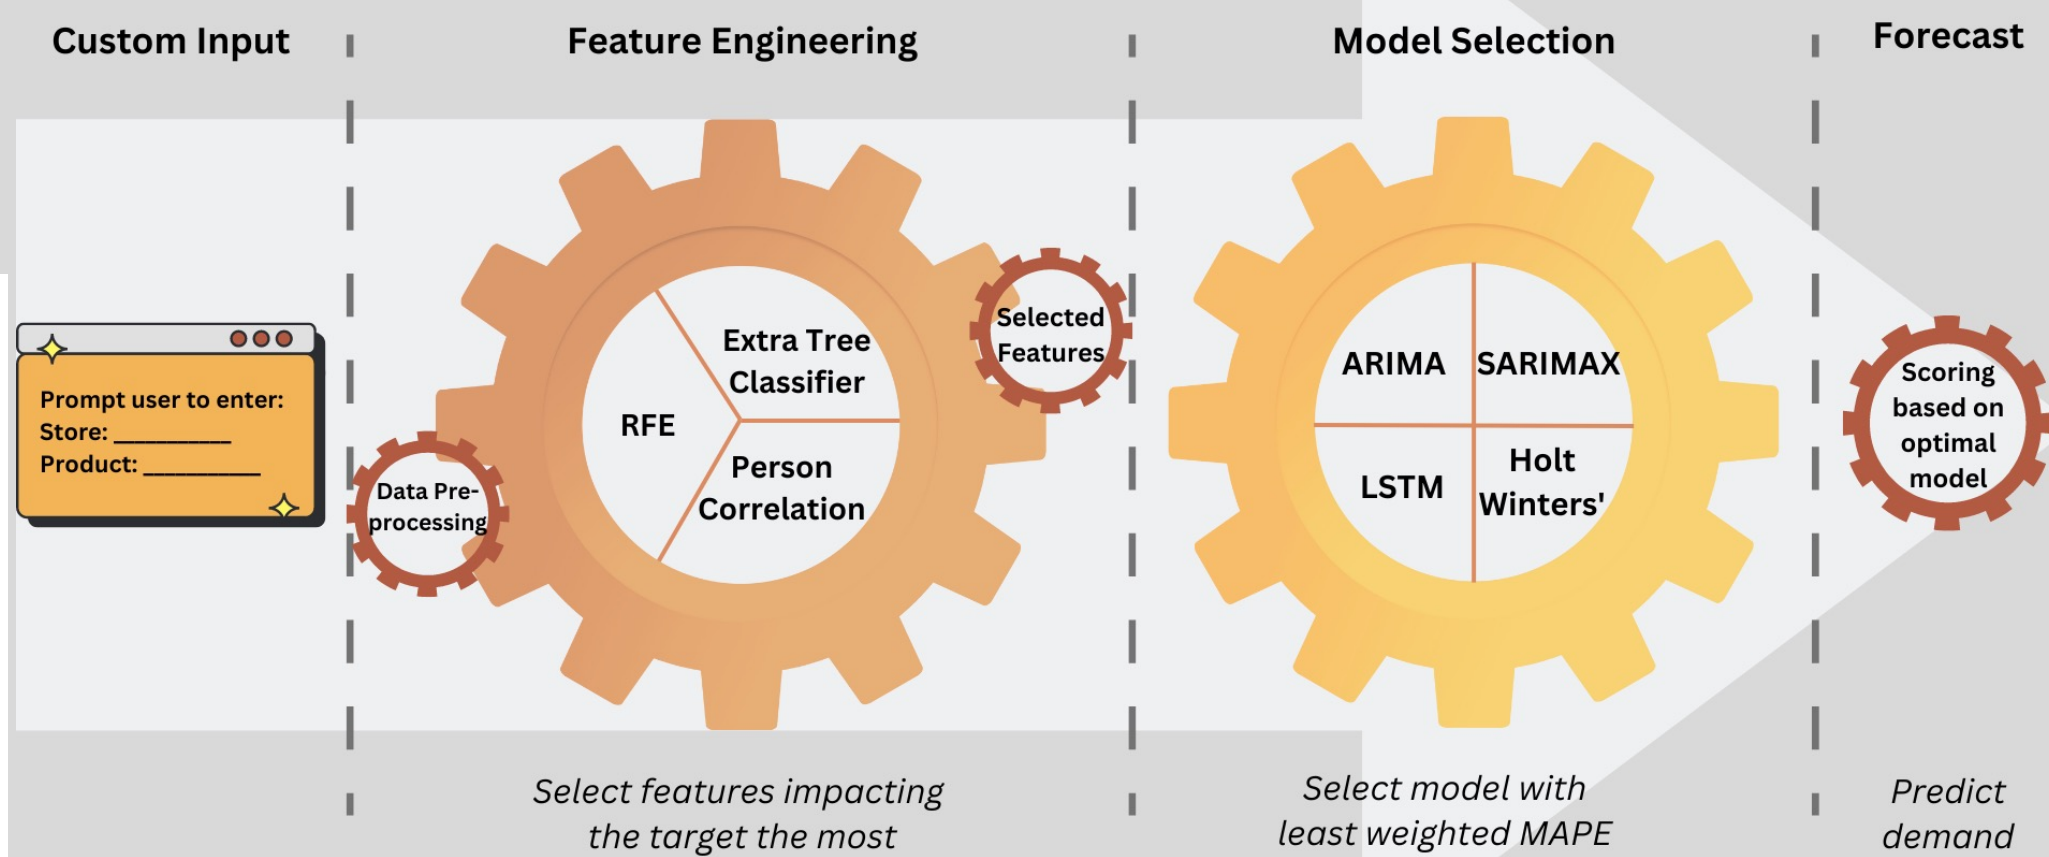 Custom Input
Feature Engineering
Model Selection
Forecast
Prompt user to enter:
Store: ___________
Product: ___________
Data Pre-
processing
RFE
Extra Tree
Classifier
Person
Correlation
Selected
Features
ARIMA
SARIMAX
LSTM
Holt
Winters'
Scoring
based on
optimal
model
Select features impacting
the target the most
Select model with
least weighted MAPE
Predict
demand